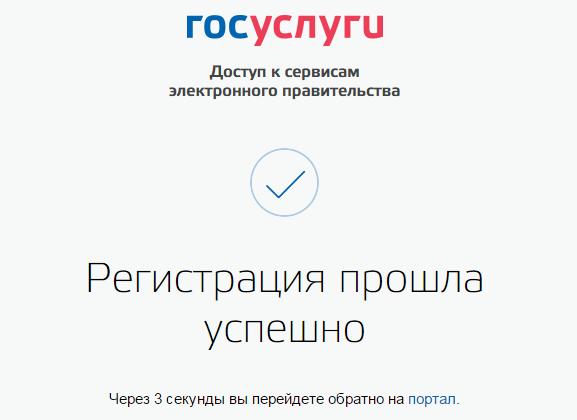 госуслуги
Доступ к сервисам
электронного правительства
Регистрация прошла
успешно
Через 3 секунды вы перейдете обратно на портал.